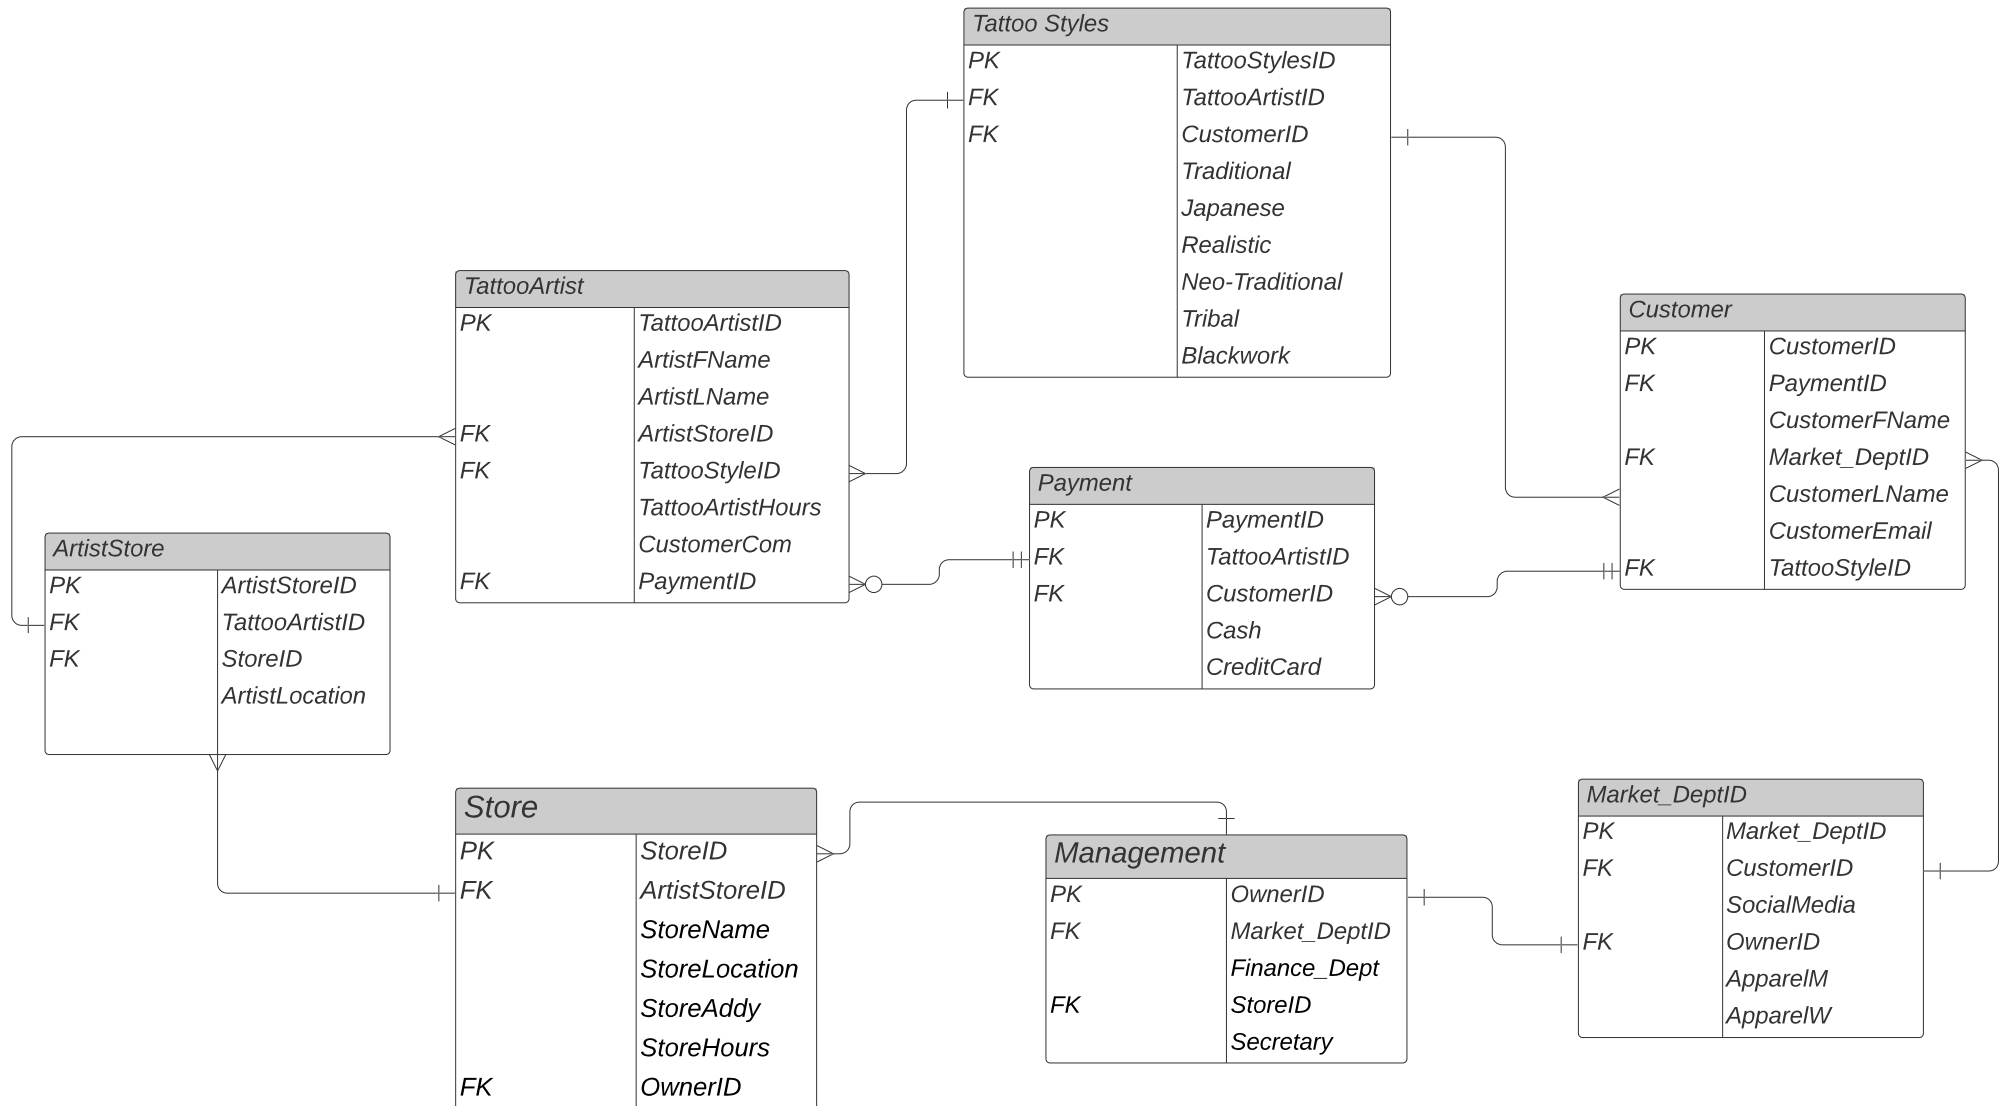 Tattoo Styles
PK TattooStylesID
FK TattooArtistID
FK CustomerID
Traditional
Japanese
Realistic
Neo-Traditional
Tribal
Blackwork
TattooArtist
PK TattooArtistID
ArtistFName
ArtistLName
FK ArtistStoreID
FK TattooStyleID
TattooArtistHours
CustomerCom
FK PaymentID
Customer
PK CustomerID
FK PaymentID
CustomerFName
FK Market_DeptID
CustomerLName
CustomerEmail
FK TattooStyleID
Payment
PK PaymentID
FK TattooArtistID
FK CustomerID
Cash
CreditCard
ArtistStore
PK ArtistStoreID
FK TattooArtistID
FK StoreID
ArtistLocation
Store
PK StoreID
FK ArtistStoreID
StoreName
StoreLocation
StoreAddy
StoreHours
FK OwnerID
Management
PK OwnerID
FK Market_DeptID
Finance_Dept
FK StoreID
Secretary
Market_DeptID
PK Market_DeptID
FK CustomerID
SocialMedia
FK OwnerID
ApparelM
ApparelW